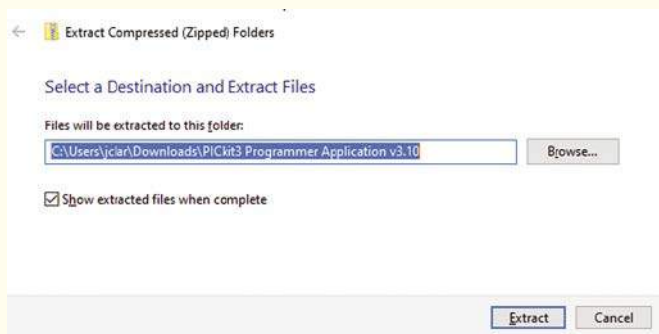 Extract Compressed (Zipped) Folders
Select a Destination and Extract Files
Files will be extracted to this folder:
C:\Users\jclar\Downloads\PICkit3 Programmer Application v3.10
Browse...
Show extracted files when complete
Extract
Cancel